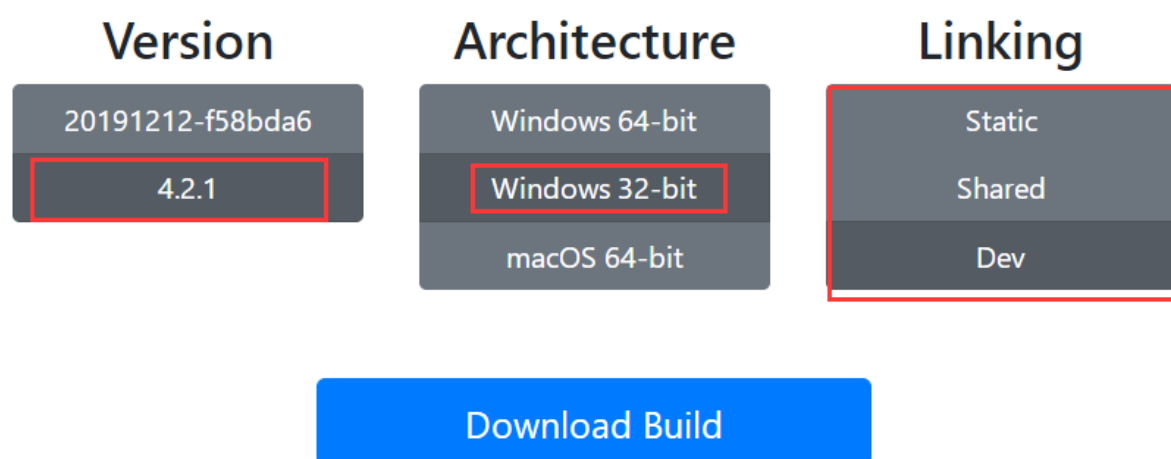 Version
Architecture
Linking
20191212-f58bda6
Windows 64-bit
Static
4.2.1
Windows 32-bit
Shared
macOS 64-bit
Dev
Download Build